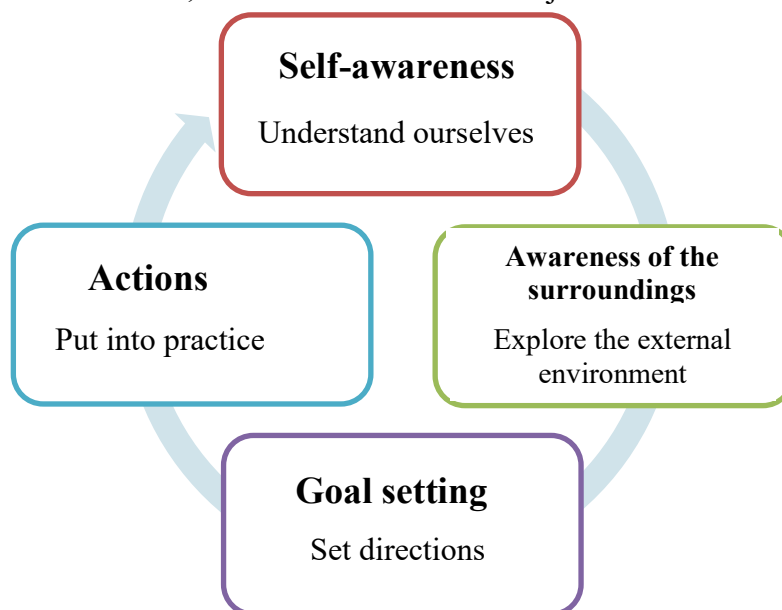 Self-awareness
Understand ourselves
Awareness of the
surroundings
Explore the external
environment
Goal setting
Set directions
Actions
Put into practice